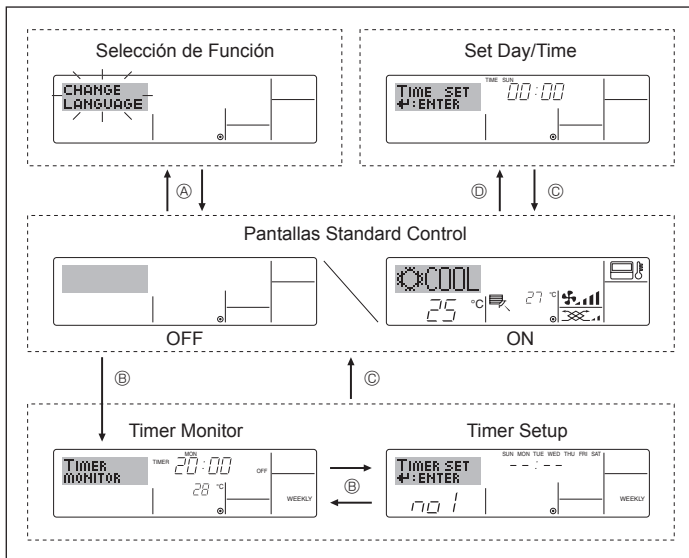 Selección de Función
Set Day/Time
CHANGE
LANGUAGE
TIME SUN
TIME SET 00:00
↵:ENTER
Ⓐ
Ⓓ
Ⓒ
Pantallas Standard Control
COOL
25 °C 27 °C
OFF
ON
Ⓑ
Ⓒ
Timer Monitor
Timer Setup
MON
TIMER TIMER 20:00 OFF
MONITOR
28 °C
WEEKLY
Ⓑ
SUN MON TUE WED THU FRI SAT
TIMER SET --:--
↵:ENTER
no 1
WEEKLY